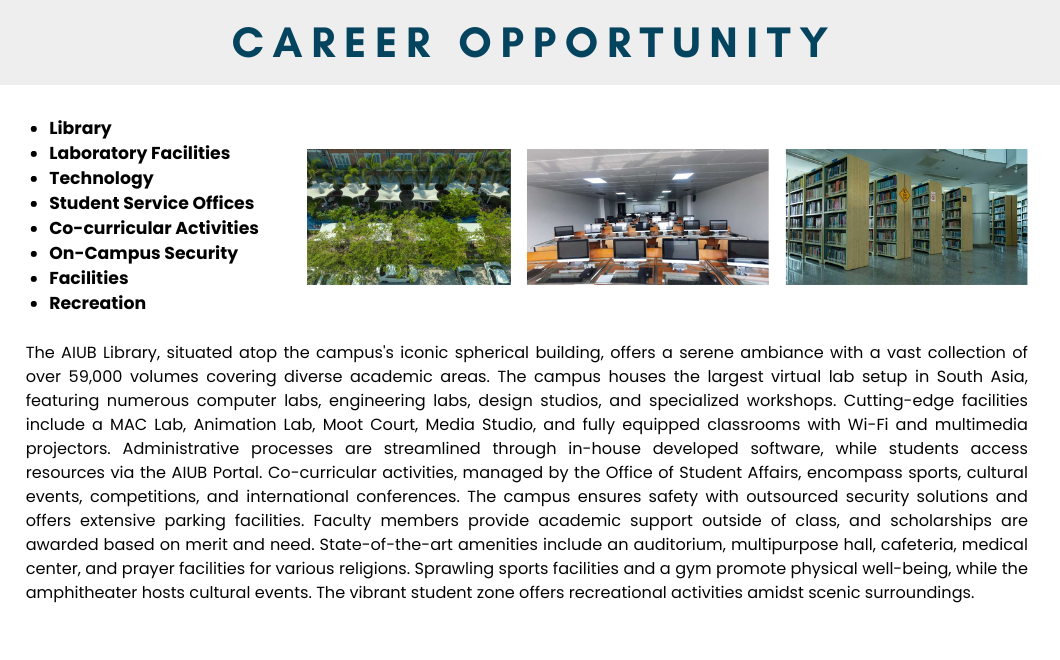 CAREER OPPORTUNITY
• Library
• Laboratory Facilities
• Technology
• Student Service Offices
• Co-curricular Activities
• On-Campus Security
• Facilities
• Recreation
The AIUB Library, situated atop the campus's iconic spherical building, offers a serene ambiance with a vast collection of
over 59,000 volumes covering diverse academic areas. The campus houses the largest virtual lab setup in South Asia,
featuring numerous computer labs, engineering labs, design studios, and specialized workshops. Cutting-edge facilities
include a MAC Lab, Animation Lab, Moot Court, Media Studio, and fully equipped classrooms with Wi-Fi and multimedia
projectors. Administrative processes are streamlined through in-house developed software, while students access
resources via the AIUB Portal. Co-curricular activities, managed by the Office of Student Affairs, encompass sports, cultural
events, competitions, and international conferences. The campus ensures safety with outsourced security solutions and
offers extensive parking facilities. Faculty members provide academic support outside of class, and scholarships are
awarded based on merit and need. State-of-the-art amenities include an auditorium, multipurpose hall, cafeteria, medical
center, and prayer facilities for various religions. Sprawling sports facilities and a gym promote physical well-being, while the
amphitheater hosts cultural events. The vibrant student zone offers recreational activities amidst scenic surroundings.